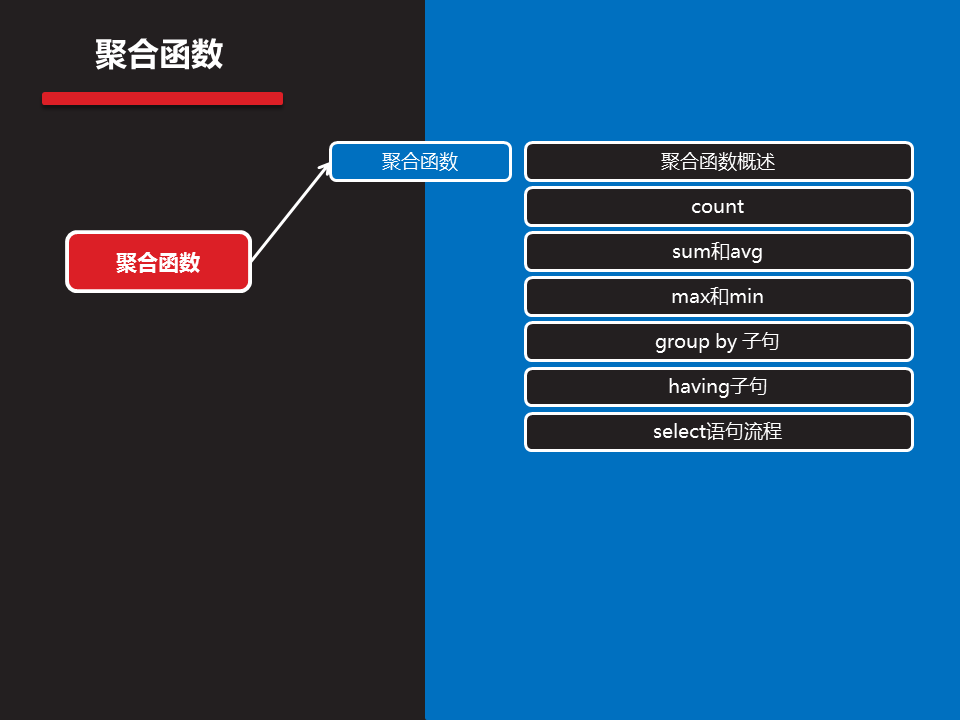 聚合函数
聚合函数
聚合函数
聚合函数概述
count
sum和avg
max和min
group by 子句
having子句
select语句流程